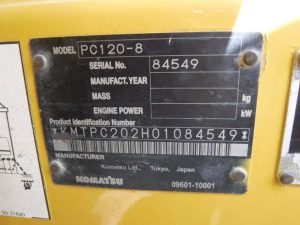 MODEL PC120-8
SERIAL No. 84549
MANUFACT. YEAR
MASS kg
ENGINE POWER kW
Product Identification Number
*KMTPC202H01084549*
MANUFACTURER
Komatsu Ltd. Tokyo, Japan
KOMATSU
09601-10001